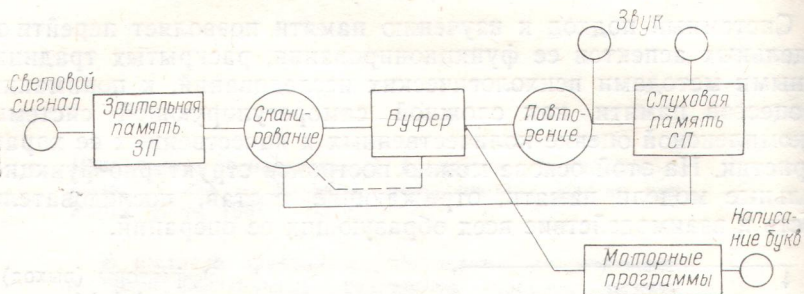 Звук
Световой
сигнал
Зрительная
память
ЗП
Скани-
рование
Буфер
Повто-
рение
Слуховая
память
СП
Написа-
ние букв
Моторные
программы